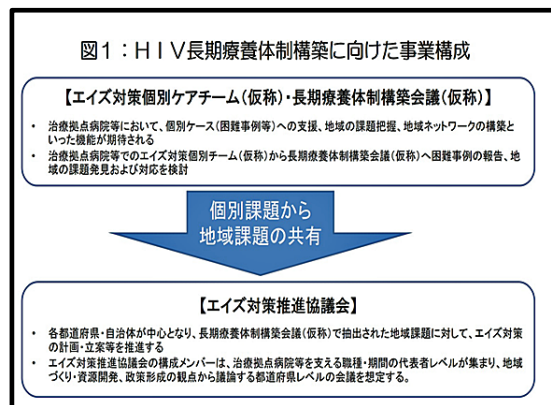 図1：HIV長期療養体制構築に向けた事業構成
【エイズ対策個別ケアチーム(仮称)・長期療養体制構築会議(仮称)】
• 治療拠点病院等において、個別ケース(困難事例等)への支援、地域の課題把握、地域ネットワークの構築と
いった機能が期待される
• 治療拠点病院等でのエイズ対策個別チーム(仮称)から長期療養体制構築会議(仮称)へ困難事例の報告、地
域の課題発見および対応を検討
個別課題から
地域課題の共有
【エイズ対策推進協議会】
• 各都道府県・自治体が中心となり、長期療養体制構築会議(仮称)で抽出された地域課題に対して、エイズ対策
の計画・立案等を推進する
• エイズ対策推進協議会の構成メンバーは、治療拠点病院等を支える職種・期間の代表者レベルが集まり、地域
づくり・資源開発、政策形成の観点から議論する都道府県レベルの会議を想定する。